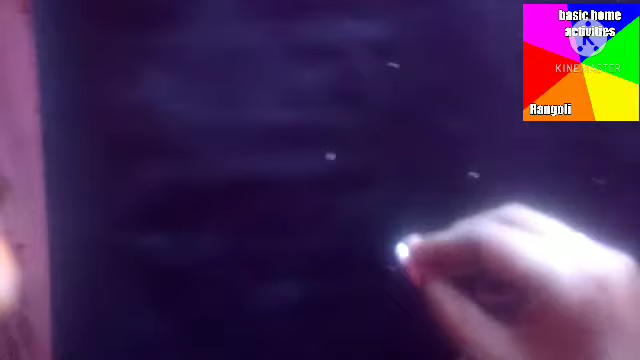 basic home
activities
K
KINEMASTER
Rangoli